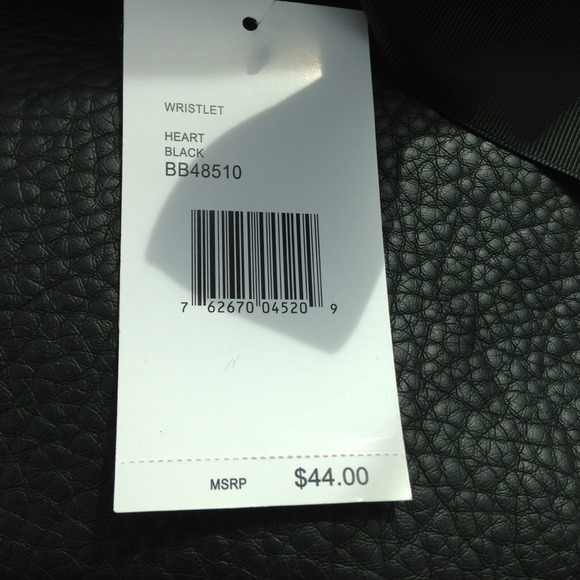 WRISTLET
HEART
BLACK
BB48510
7 62670 04520 9
MSRP $44.00